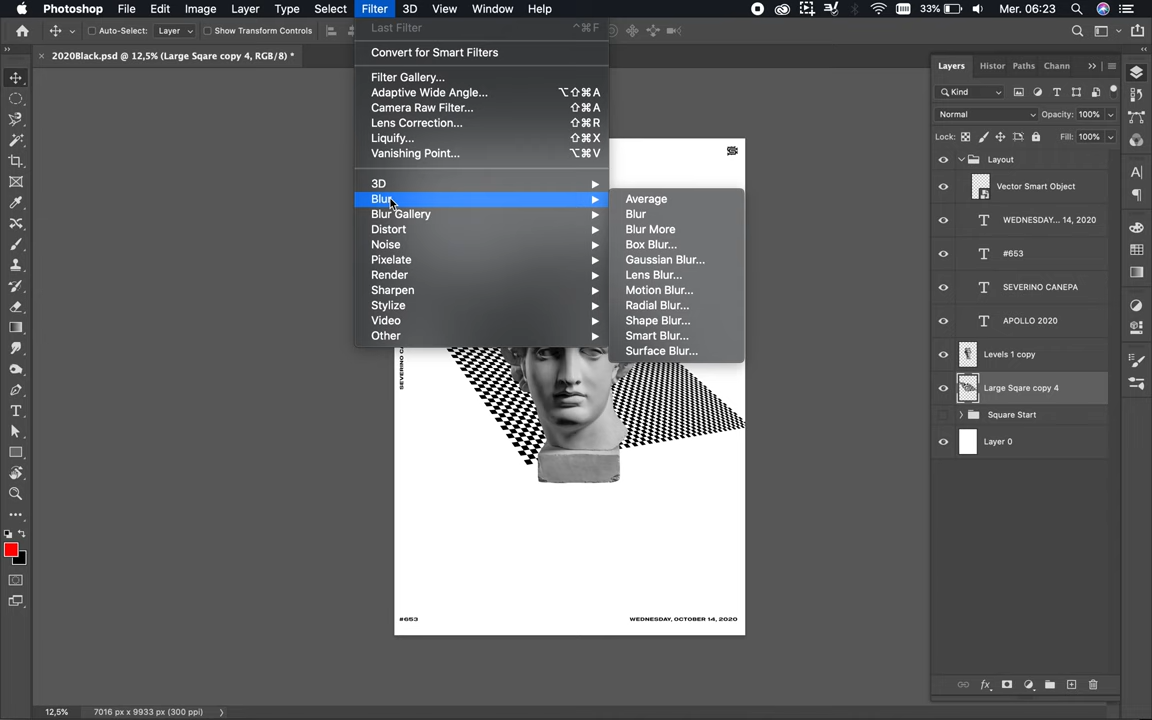 Photoshop File Edit Image Layer Type Select Filter 3D View Window Help 33% Mer. 06:23
Auto-Select: Layer Show Transform Controls
2020Black.psd @ 12,5% (Large Sqare copy 4, RGB/8) *
Last Filter ^⌘F
Convert for Smart Filters
Filter Gallery...
Adaptive Wide Angle... ⌥⇧⌘A
Camera Raw Filter... ⇧⌘A
Lens Correction... ⇧⌘R
Liquify... ⇧⌘X
Vanishing Point... ⌥⌘V
3D
Blur
Blur Gallery
Distort
Noise
Pixelate
Render
Sharpen
Stylize
Video
Other
Average
Blur
Blur More
Box Blur...
Gaussian Blur...
Lens Blur...
Motion Blur...
Radial Blur...
Shape Blur...
Smart Blur...
Surface Blur...
SEVERINO C
#653
WEDNESDAY, OCTOBER 14, 2020
Layers Histor Paths Chann
Kind
Normal Opacity: 100%
Lock: Fill: 100%
Layout
Vector Smart Object
WEDNESDAY... 14, 2020
#653
SEVERINO CANEPA
APOLLO 2020
Levels 1 copy
Large Sqare copy 4
Square Start
Layer 0
12,5% 7016 px x 9933 px (300 ppi)